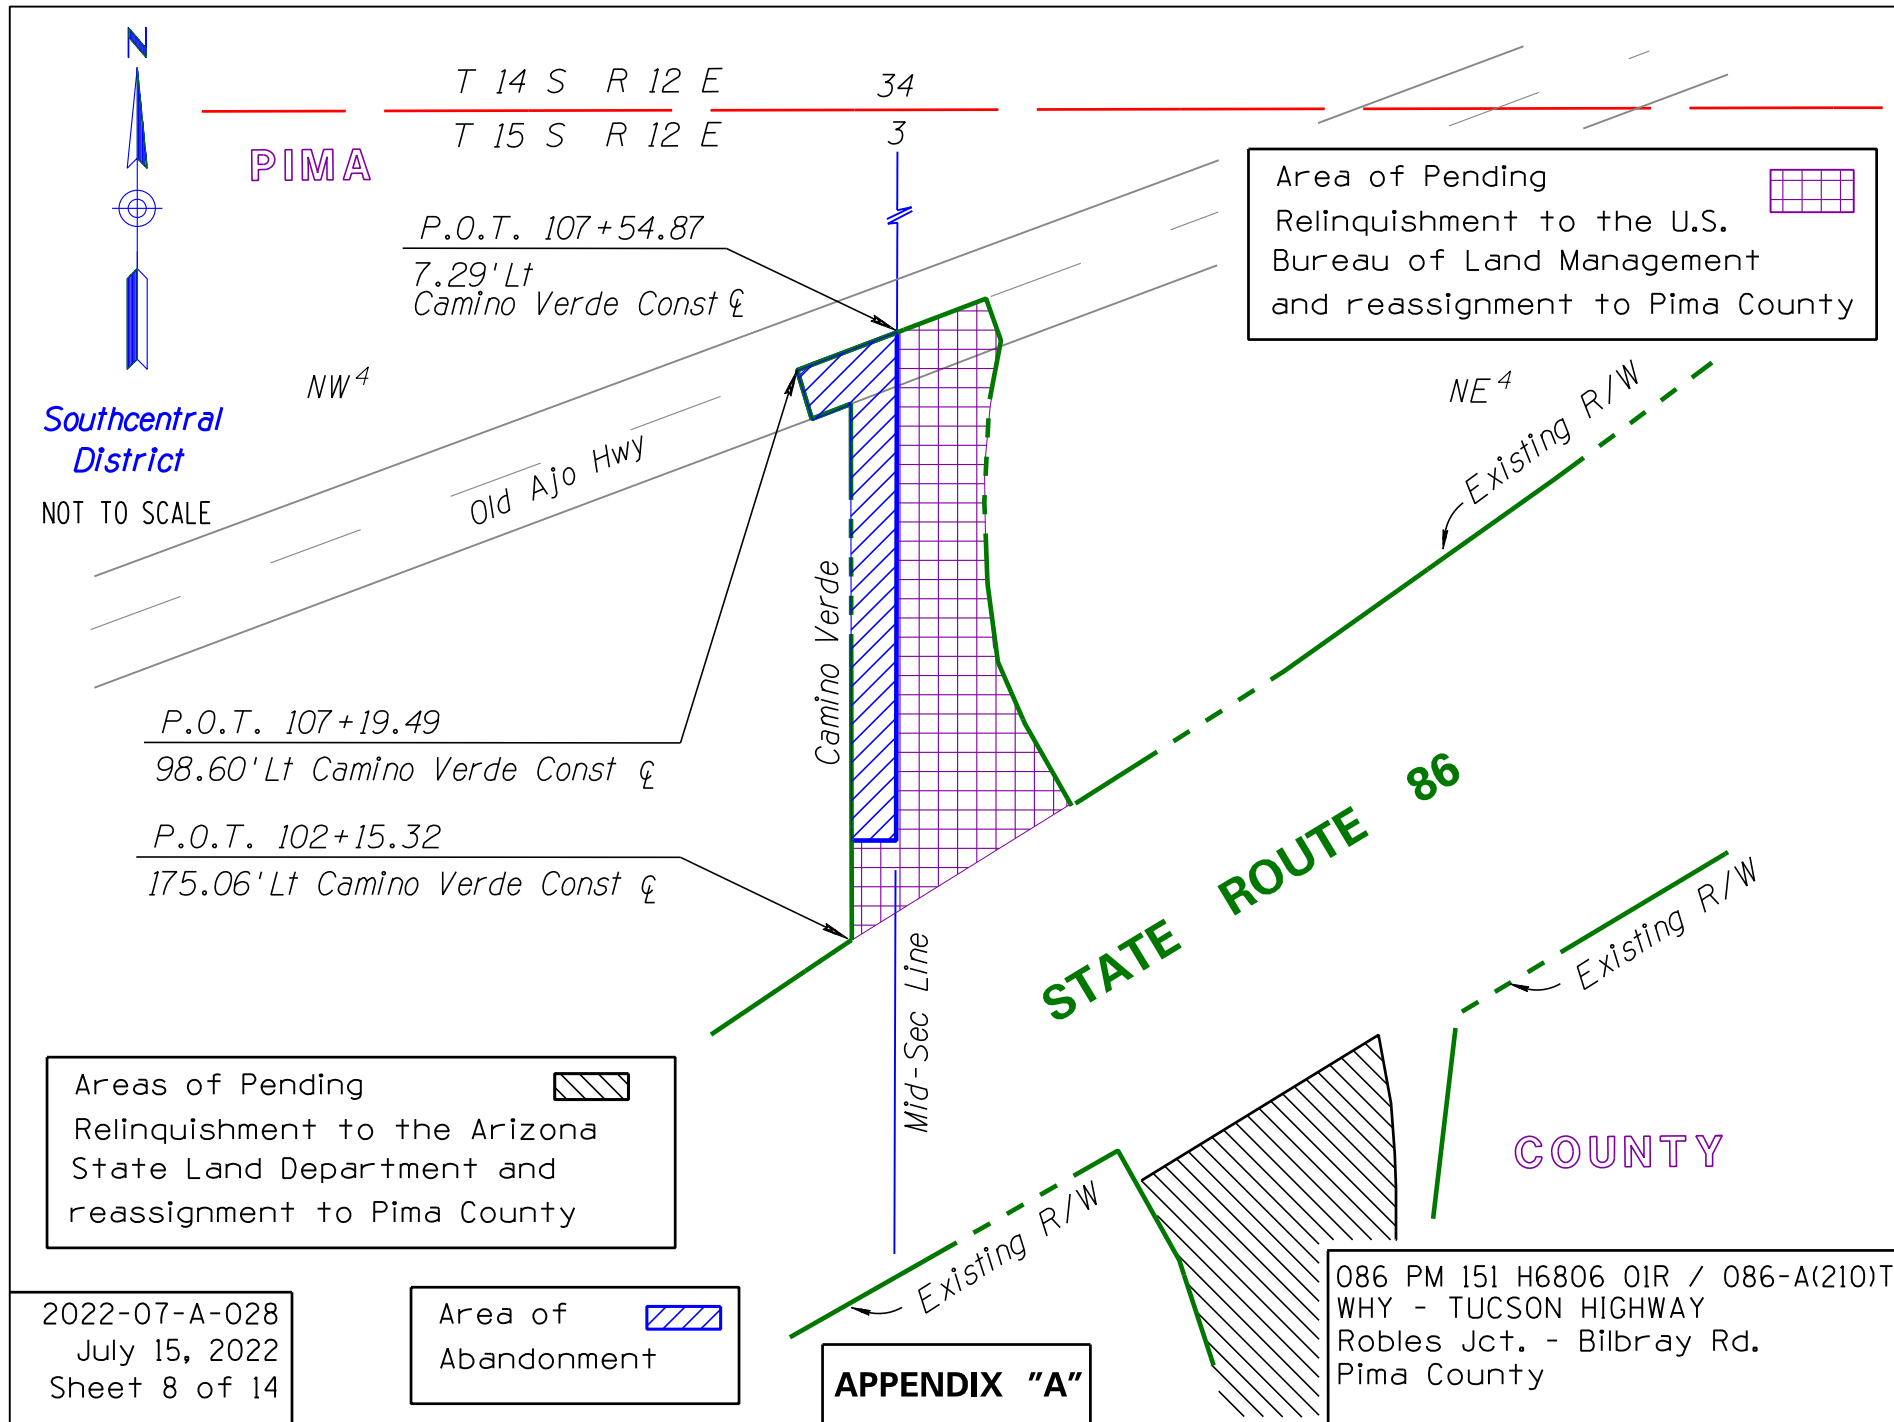 N
T 14 S R 12 E
34
T 15 S R 12 E
3
PIMA
P.O.T. 107+54.87
7.29' Lt
Camino Verde Const ℄
Area of Pending
Relinquishment to the U.S.
Bureau of Land Management
and reassignment to Pima County
NW 4
NE 4
Existing R/W
Southcentral
District
NOT TO SCALE
Old Ajo Hwy
Camino Verde
P.O.T. 107+19.49
98.60' Lt Camino Verde Const ℄
P.O.T. 102+15.32
175.06' Lt Camino Verde Const ℄
STATE ROUTE 86
Existing R/W
Mid-Sec Line
Areas of Pending
Relinquishment to the Arizona
State Land Department and
reassignment to Pima County
COUNTY
Existing R/W
2022-07-A-028
July 15, 2022
Sheet 8 of 14
Area of
Abandonment
APPENDIX "A"
086 PM 151 H6806 01R / 086-A(210)T
WHY - TUCSON HIGHWAY
Robles Jct. - Bilbray Rd.
Pima County